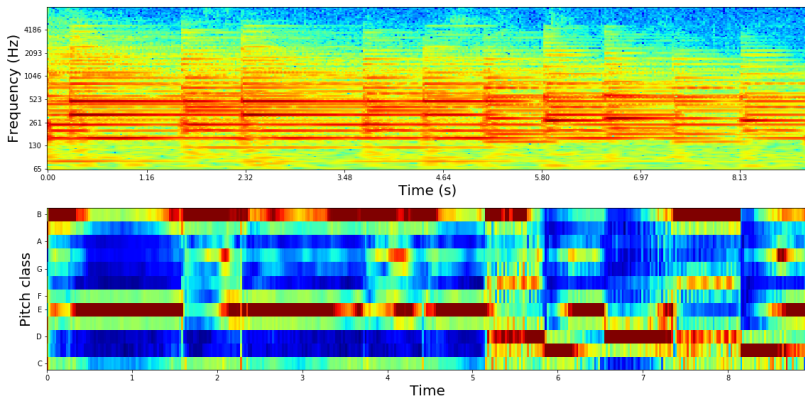 Frequency (Hz)
4186
2093
1046
523
261
130
65
0.00 1.16 2.32 3.48 4.64 5.80 6.97 8.13
Time (s)
Pitch class
B
A
G
F
E
D
C
0 1 2 3 4 5 6 7 8
Time